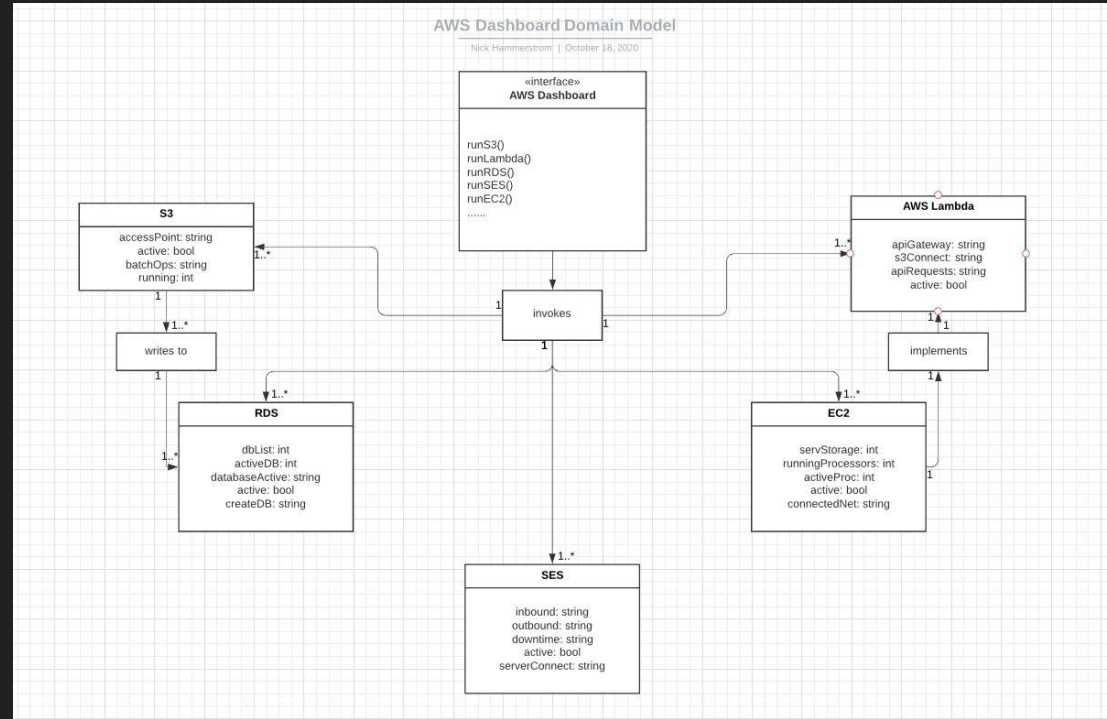 AWS Dashboard Domain Model
Nick Hammerstrom | October 18, 2020
«interface»
AWS Dashboard
runS3()
runLambda()
runRDS()
runSES()
runEC2()
......
S3
accessPoint: string
active: bool
batchOps: string
running: int
1..*
1
1..*
writes to
1
1..*
AWS Lambda
apiGateway: string
s3Connect: string
apiRequests: string
active: bool
1..*
1
1
implements
1
1
invokes
1
1
1
1..*
1..*
1..*
RDS
dbList: int
activeDB: int
databaseActive: string
active: bool
createDB: string
EC2
servStorage: int
runningProcessors: int
activeProc: int
active: bool
connectedNet: string
SES
inbound: string
outbound: string
downtime: string
active: bool
serverConnect: string